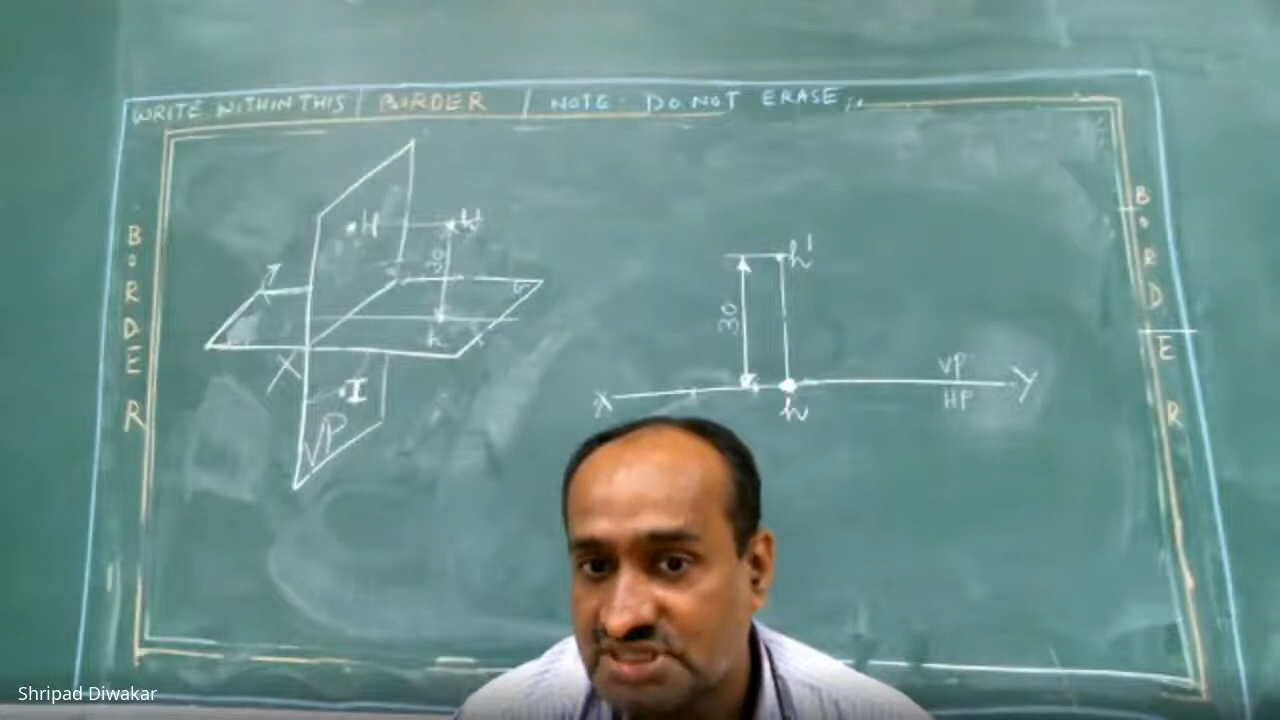 WRITE WITHIN THIS BORDER NOTE: DO NOT ERASE
BORDER
BORDER
H
30
h
X
I
VP
h'
30
X
VP
HP
Y
h
Shripad Diwakar